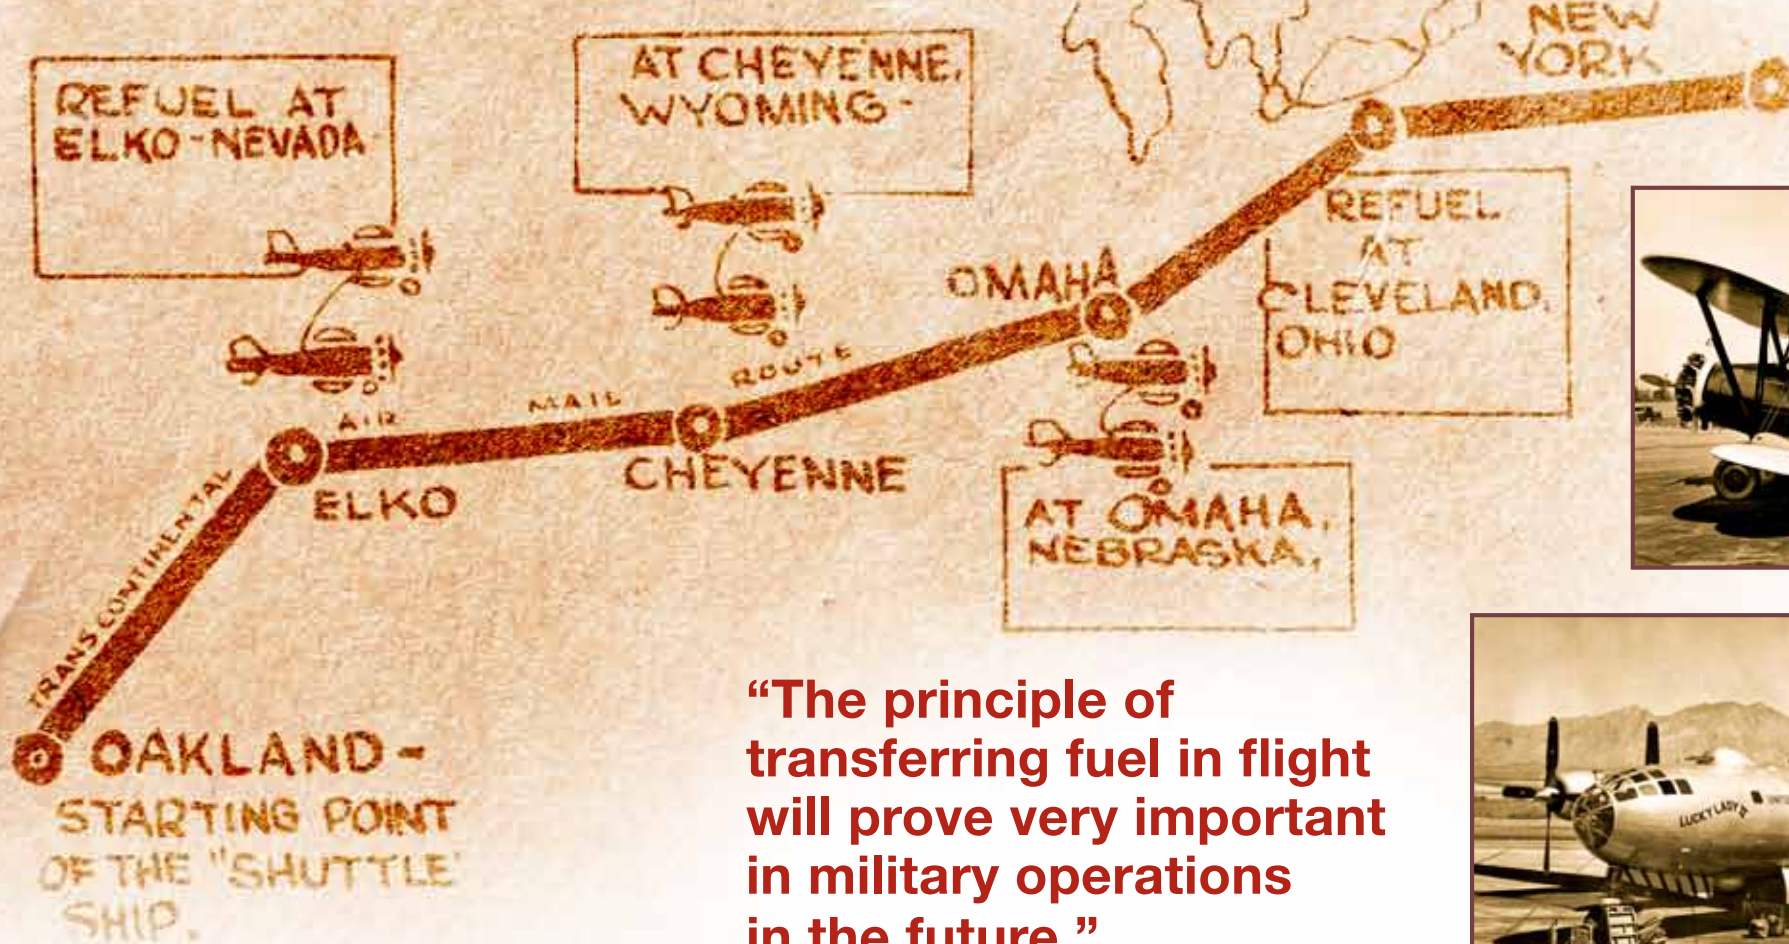 REFUEL AT
ELKO-NEVADA
AT CHEYENNE,
WYOMING-
NEW
YORK
REFUEL
AT
CLEVELAND,
OHIO
OMAHA
TRANSCONTINENTAL
AIR
MAIL
ROUTE
ELKO
CHEYENNE
AT OMAHA,
NEBRASKA,
OAKLAND-
STARTING POINT
OF THE "SHUTTLE'
SHIP.
“The principle of
transferring fuel in flight
will prove very important
in military operations
in the future.”
LUCKY LADY II